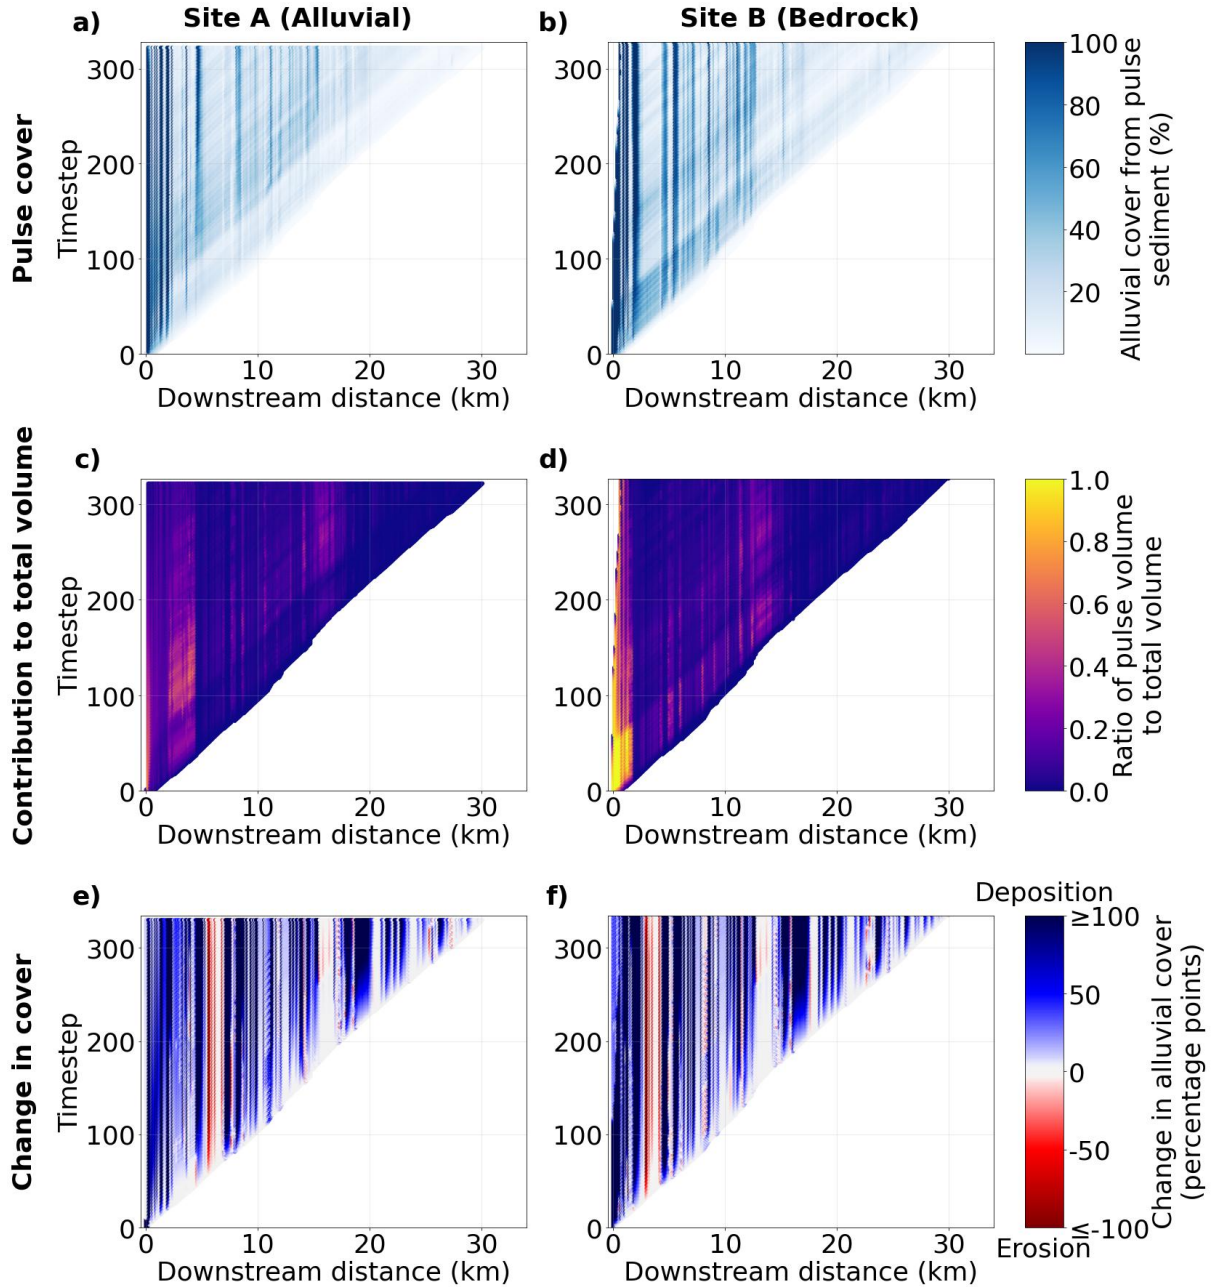 Site A (Alluvial)
Site B (Bedrock)
a)
b)
Pulse cover
Timestep
300
200
100
0
0 10 20 30
Downstream distance (km)
300
200
100
0
0 10 20 30
Downstream distance (km)
100
80
60
40
20
Alluvial cover from pulse
sediment (%)
c)
d)
Contribution to total volume
Timestep
300
200
100
0
0 10 20 30
Downstream distance (km)
300
200
100
0
0 10 20 30
Downstream distance (km)
1.0
0.8
0.6
0.4
0.2
0.0
Ratio of pulse volume
to total volume
e)
f)
Change in cover
Timestep
300
200
100
0
0 10 20 30
Downstream distance (km)
300
200
100
0
0 10 20 30
Downstream distance (km)
Deposition
≥100
50
0
-50
≤-100
Erosion
Change in alluvial cover
(percentage points)